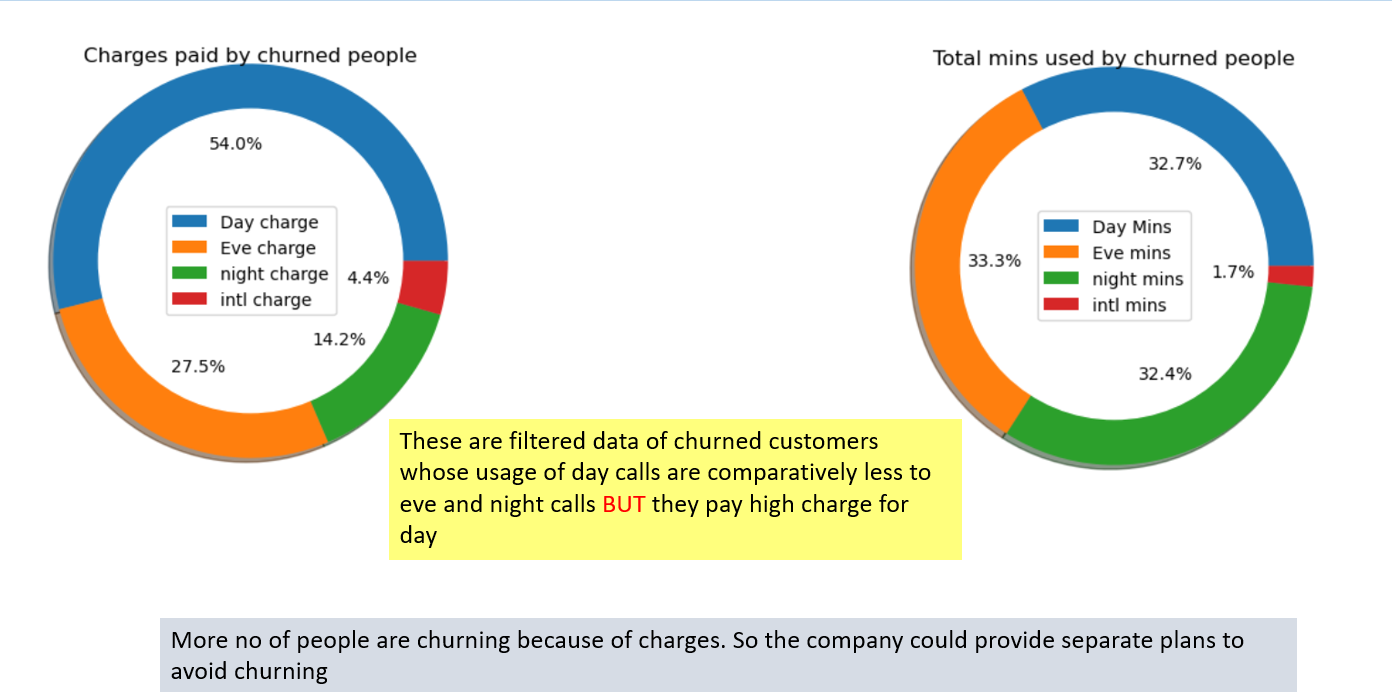 Charges paid by churned people
54.0%
Day charge
Eve charge
night charge
intl charge
4.4%
14.2%
27.5%
Total mins used by churned people
32.7%
Day Mins
Eve mins
night mins
intl mins
33.3%
1.7%
32.4%
These are filtered data of churned customers
whose usage of day calls are comparatively less to
eve and night calls BUT they pay high charge for
day
More no of people are churning because of charges. So the company could provide separate plans to
avoid churning